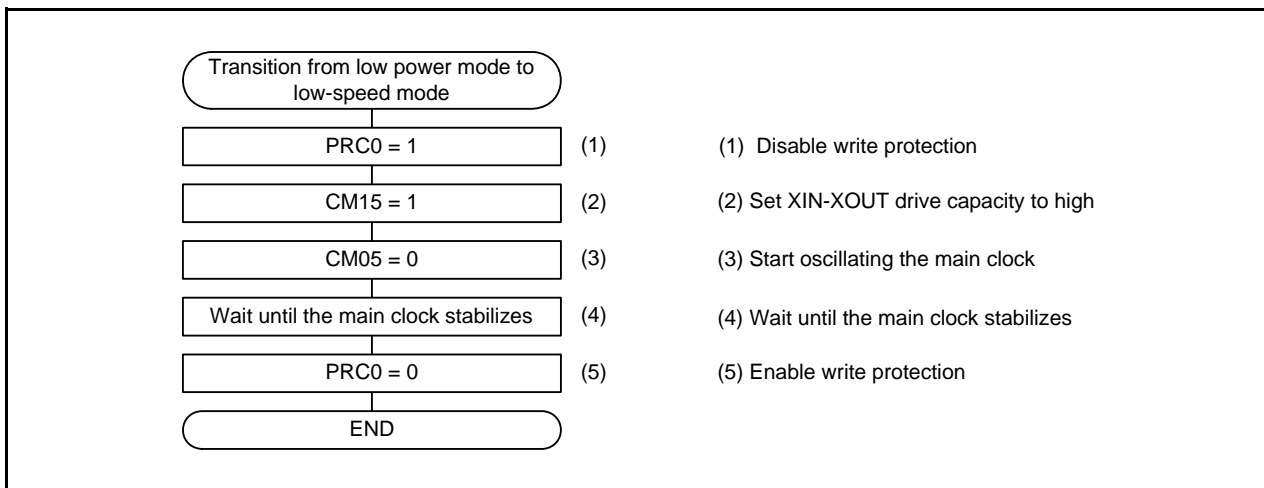 Transition from low power mode to
low-speed mode
PRC0 = 1 (1) (1) Disable write protection
CM15 = 1 (2) (2) Set XIN-XOUT drive capacity to high
CM05 = 0 (3) (3) Start oscillating the main clock
Wait until the main clock stabilizes (4) (4) Wait until the main clock stabilizes
PRC0 = 0 (5) (5) Enable write protection
END